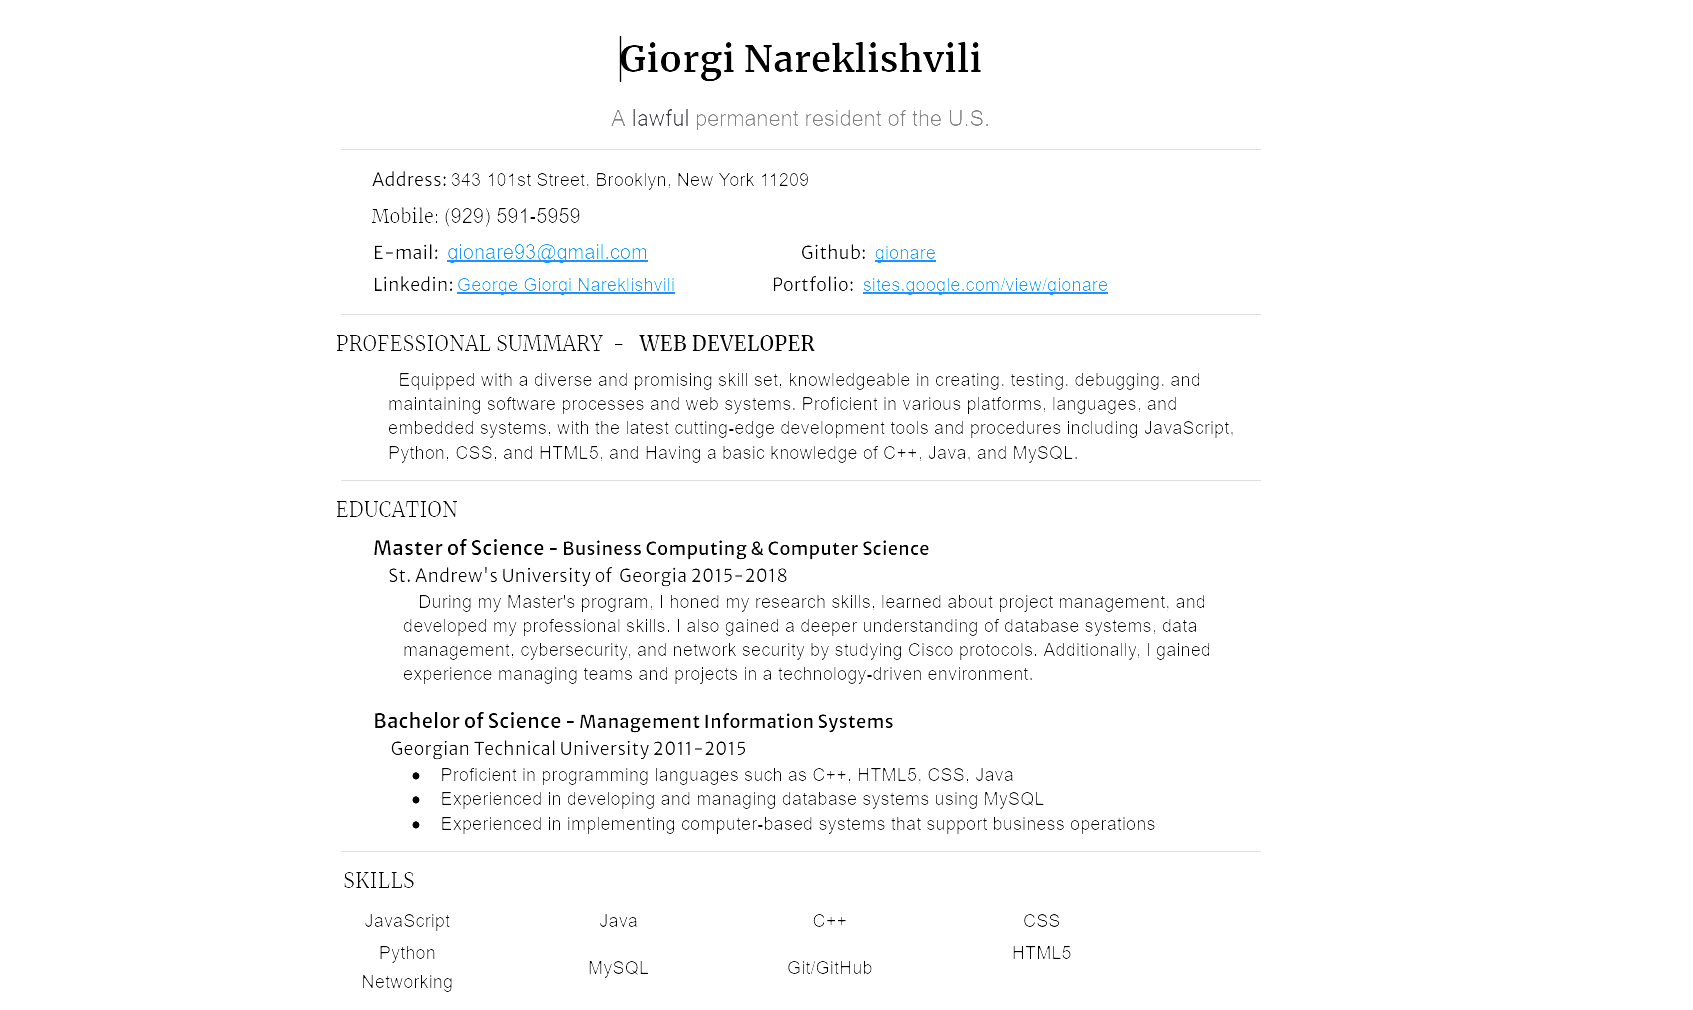 Giorgi Nareklishvili
A lawful permanent resident of the U.S.
Address: 343 101st Street. Brooklyn, New York 11209
Mobile: (929) 591-5959
E-mail: gionare93@gmail.com Github: gionare
Linkedin: George Giorgi Nareklishvili Portfolio: sites.google.com/view/gionare
PROFESSIONAL SUMMARY - WEB DEVELOPER
Equipped with a diverse and promising skill set, knowledgeable in creating, testing, debugging, and
maintaining software processes and web systems. Proficient in various platforms, languages, and
embedded systems, with the latest cutting-edge development tools and procedures including JavaScript,
Python, CSS, and HTML5, and Having a basic knowledge of C++, Java, and MySQL.
EDUCATION
Master of Science - Business Computing & Computer Science
St. Andrew's University of Georgia 2015-2018
During my Master's program, I honed my research skills, learned about project management, and
developed my professional skills. I also gained a deeper understanding of database systems, data
management, cybersecurity, and network security by studying Cisco protocols. Additionally, I gained
experience managing teams and projects in a technology-driven environment.
Bachelor of Science - Management Information Systems
Georgian Technical University 2011-2015
● Proficient in programming languages such as C++, HTML5, CSS, Java
● Experienced in developing and managing database systems using MySQL
● Experienced in implementing computer-based systems that support business operations
SKILLS
JavaScript Java C++ CSS
Python HTML5
MySQL Git/GitHub
Networking